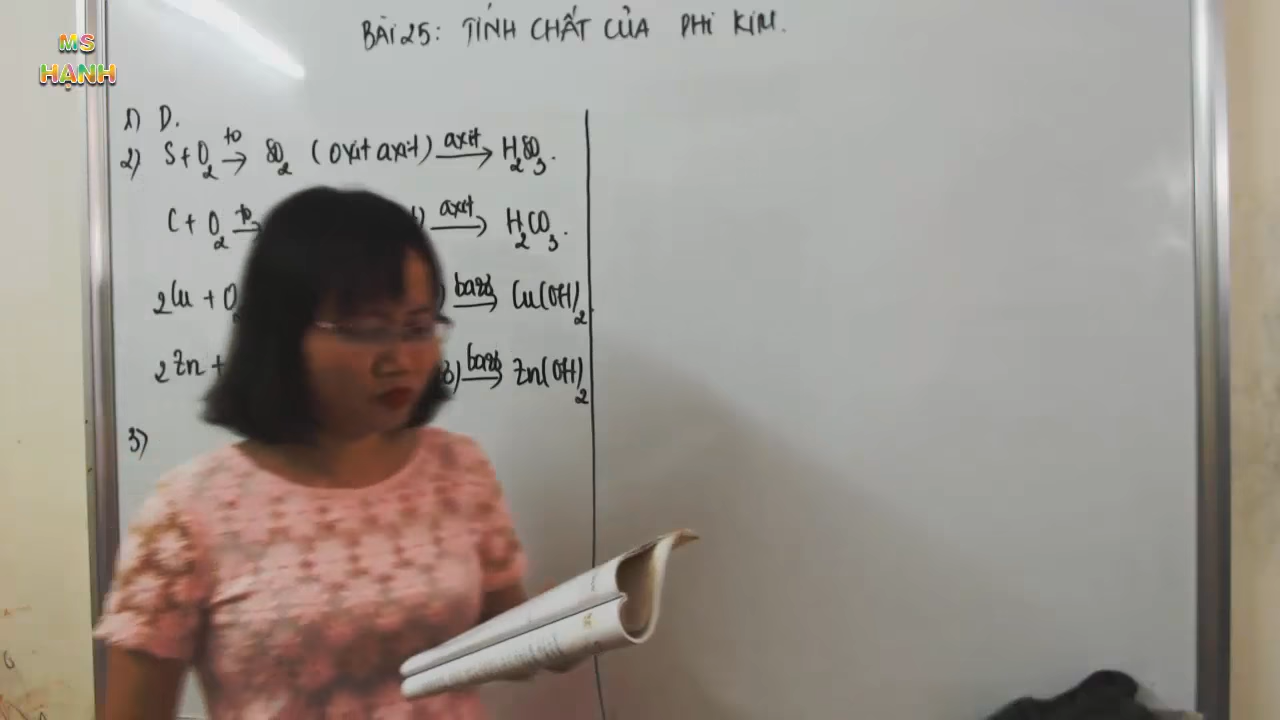 MS
HẠNH
BÀI 25: TÍNH CHẤT CỦA PHI KIM.
1) D.
2) S + O2 to → SO2 (oxit axit) axit → H2SO3.
C + O2 to → axit → H2CO3.
2Cu + O bazơ → Cu(OH)2
2Zn + bazơ → Zn(OH)2
3)